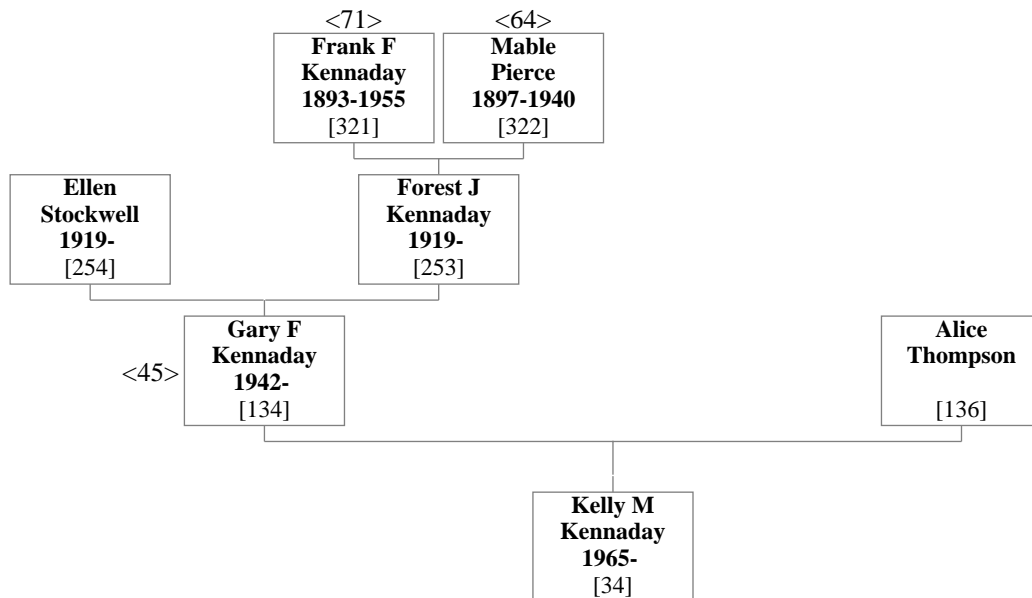 <71>
<64>
Frank F
Kennaday
1893-1955
[321]
Mable
Pierce
1897-1940
[322]
Ellen
Stockwell
1919-
[254]
Forest J
Kennaday
1919-
[253]
<45>
Gary F
Kennaday
1942-
[134]
Alice
Thompson
[136]
Kelly M
Kennaday
1965-
[34]